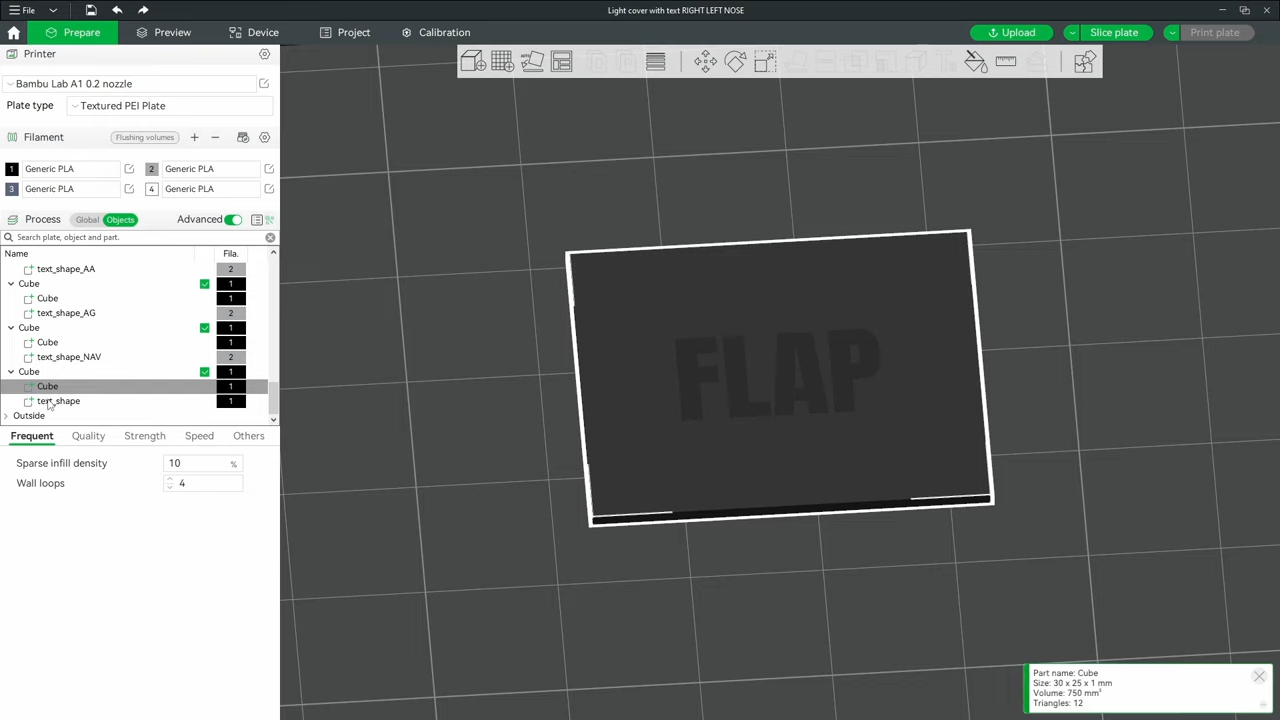 File
Light cover with text RIGHT LEFT NOSE
Prepare
Preview
Device
Project
Calibration
Upload
Slice plate
Print plate
Printer
Bambu Lab A1 0.2 nozzle
Plate type
Textured PEI Plate
Filament
Flushing volumes
1 Generic PLA
2 Generic PLA
3 Generic PLA
4 Generic PLA
Process
Global
Objects
Advanced
Search plate, object and part.
Name
Fila.
text_shape_AA 2
Cube 1
Cube 1
text_shape_AG 2
Cube 1
Cube 1
text_shape_NAV 2
Cube 1
Cube 1
text_shape 1
Outside
Frequent
Quality
Strength
Speed
Others
Sparse infill density 10 %
Wall loops 4
FLAP
Part name: Cube
Size: 30 x 25 x 1 mm
Volume: 750 mm³
Triangles: 12